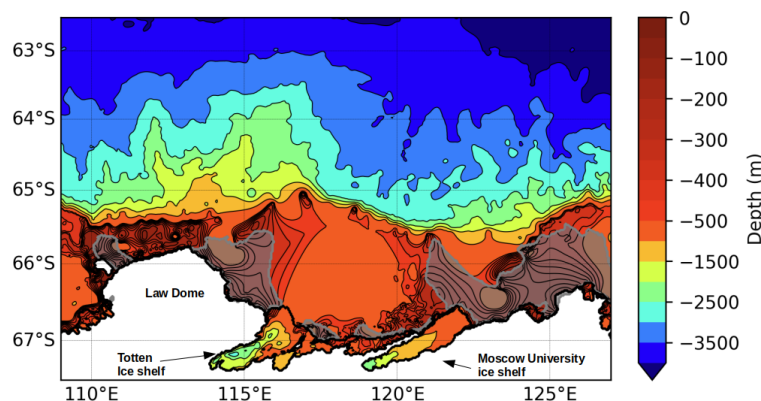 63°S
64°S
65°S
66°S
67°S
110°E
115°E
120°E
125°E
Law Dome
Totten
Ice shelf
Moscow University
ice shelf
0
−100
−200
−300
−400
−500
−1500
−2500
−3500
Depth (m)